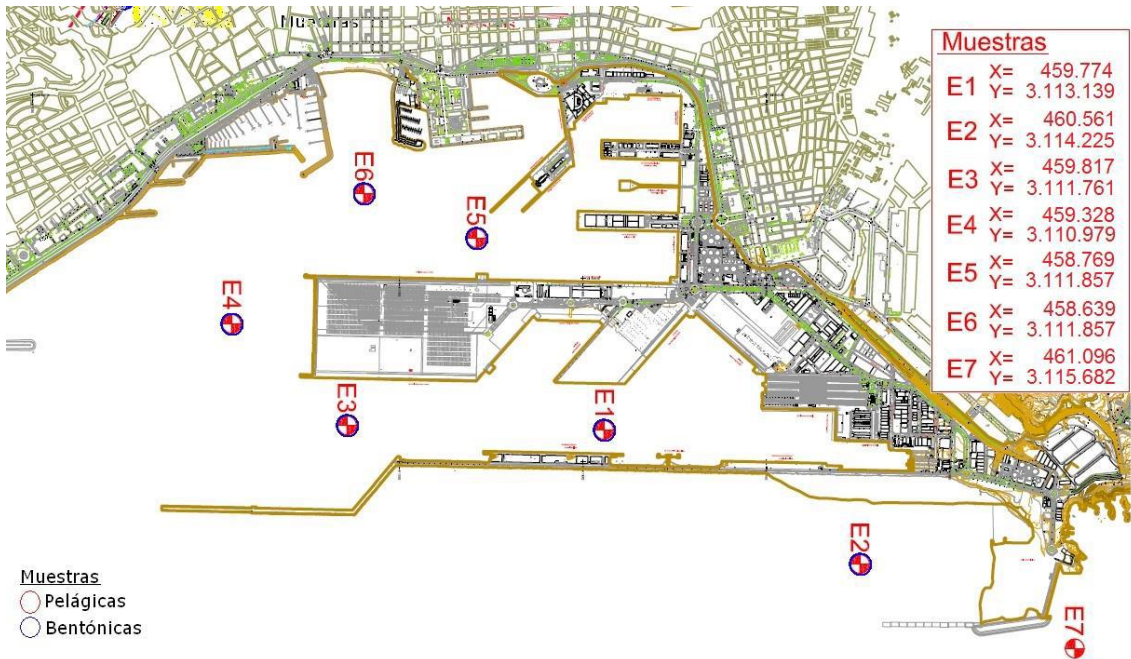 Muestras
E1 X= 459.774
Y= 3.113.139
E2 X= 460.561
Y= 3.114.225
E3 X= 459.817
Y= 3.111.761
E4 X= 459.328
Y= 3.110.979
E5 X= 458.769
Y= 3.111.857
E6 X= 458.639
Y= 3.111.857
E7 X= 461.096
Y= 3.115.682
E6
E5
E4
E3
E1
E2
E7
Muestras
Pelágicas
Bentónicas